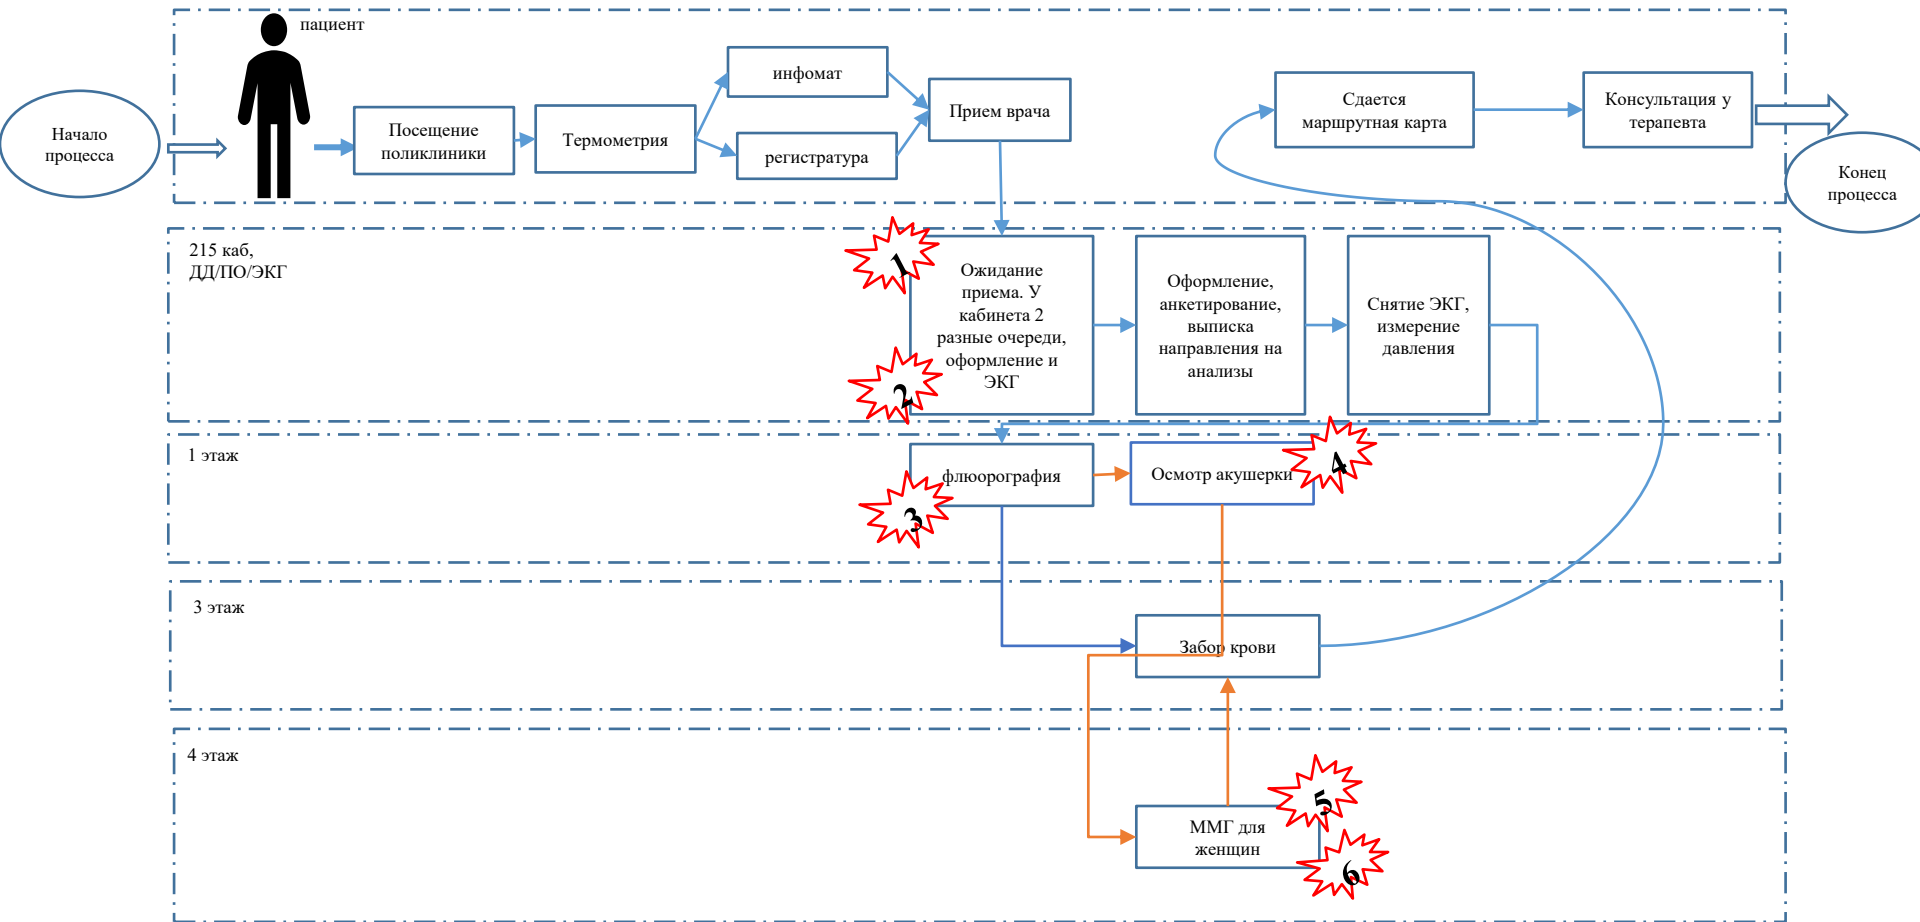 пациент
Начало
процесса
Посещение
поликлиники
Термометрия
инфомат
регистратура
Прием врача
Сдается
маршрутная карта
Консультация у
терапевта
Конец
процесса
215 каб,
ДД/ПО/ЭКГ
1
2
Ожидание
приема. У
кабинета 2
разные очереди,
оформление и
ЭКГ
Оформление,
анкетирование,
выписка
направления на
анализы
Снятие ЭКГ,
измерение
давления
1 этаж
флюорография
3
Осмотр акушерки
4
3 этаж
Забор крови
4 этаж
ММГ для
женщин
5
6